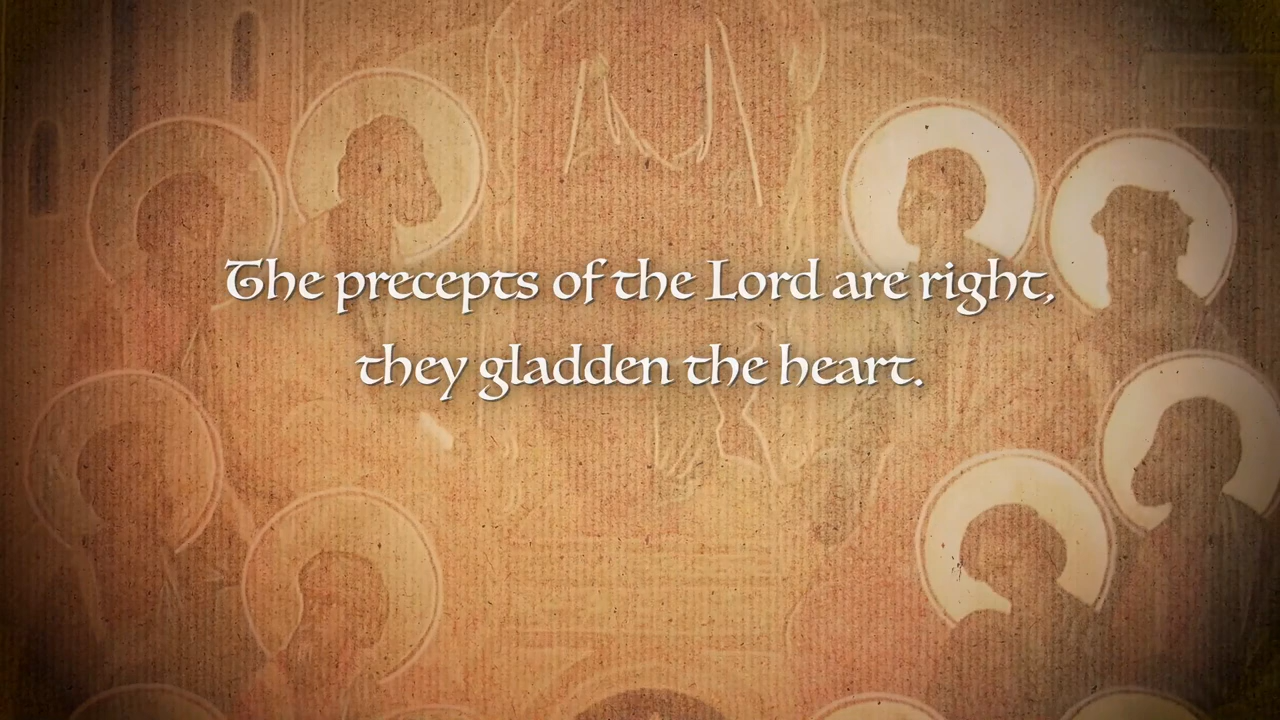 The precepts of the Lord are right,
they gladden the heart.